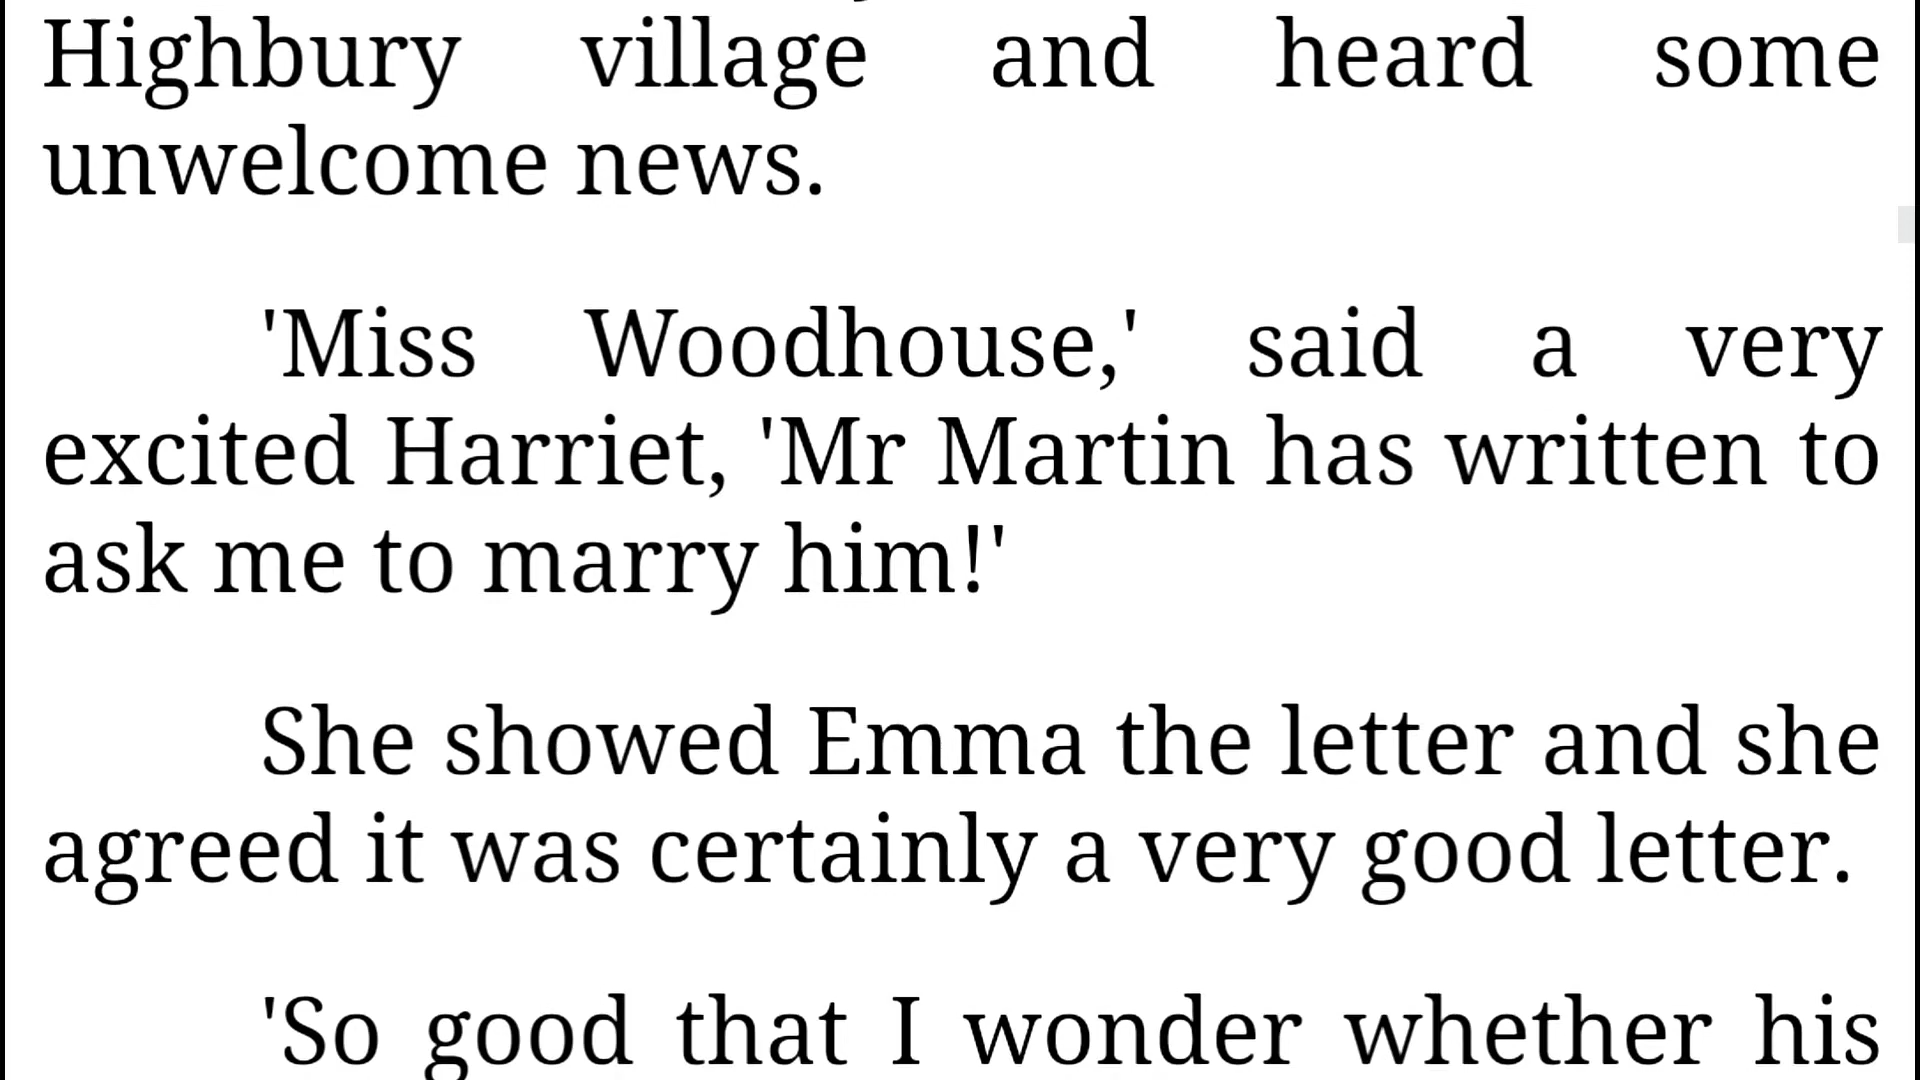 Highbury village and heard some
unwelcome news.
'Miss Woodhouse,' said a very
excited Harriet, 'Mr Martin has written to
ask me to marry him!'
She showed Emma the letter and she
agreed it was certainly a very good letter.
'So good that I wonder whether his